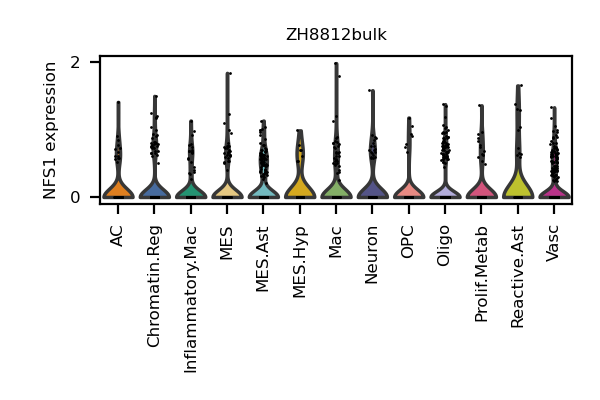 ZH8812bulk
NFS1 expression
2
0
AC
Chromatin.Reg
Inflammatory.Mac
MES
MES.Ast
MES.Hyp
Mac
Neuron
OPC
Oligo
Prolif.Metab
Reactive.Ast
Vasc